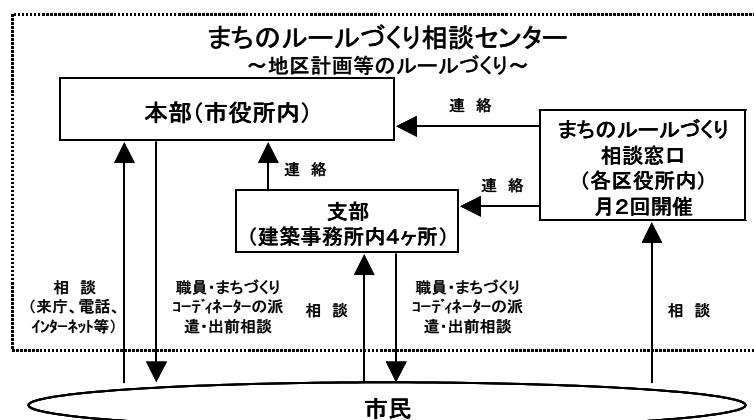 まちのルールづくり相談センター
～地区計画等のルールづくり～
本部(市役所内)
連　絡
まちのルールづくり
相談窓口
(各区役所内)
月2回開催
連　絡
連　絡
支部
(建築事務所内4ヶ所)
相　談
(来庁、電話、
インターネット等)
職員・まちづくり
コーディネーターの派
遣・出前相談
相　談
職員・まちづくり
コーディネーターの派
遣・出前相談
相　談
市民